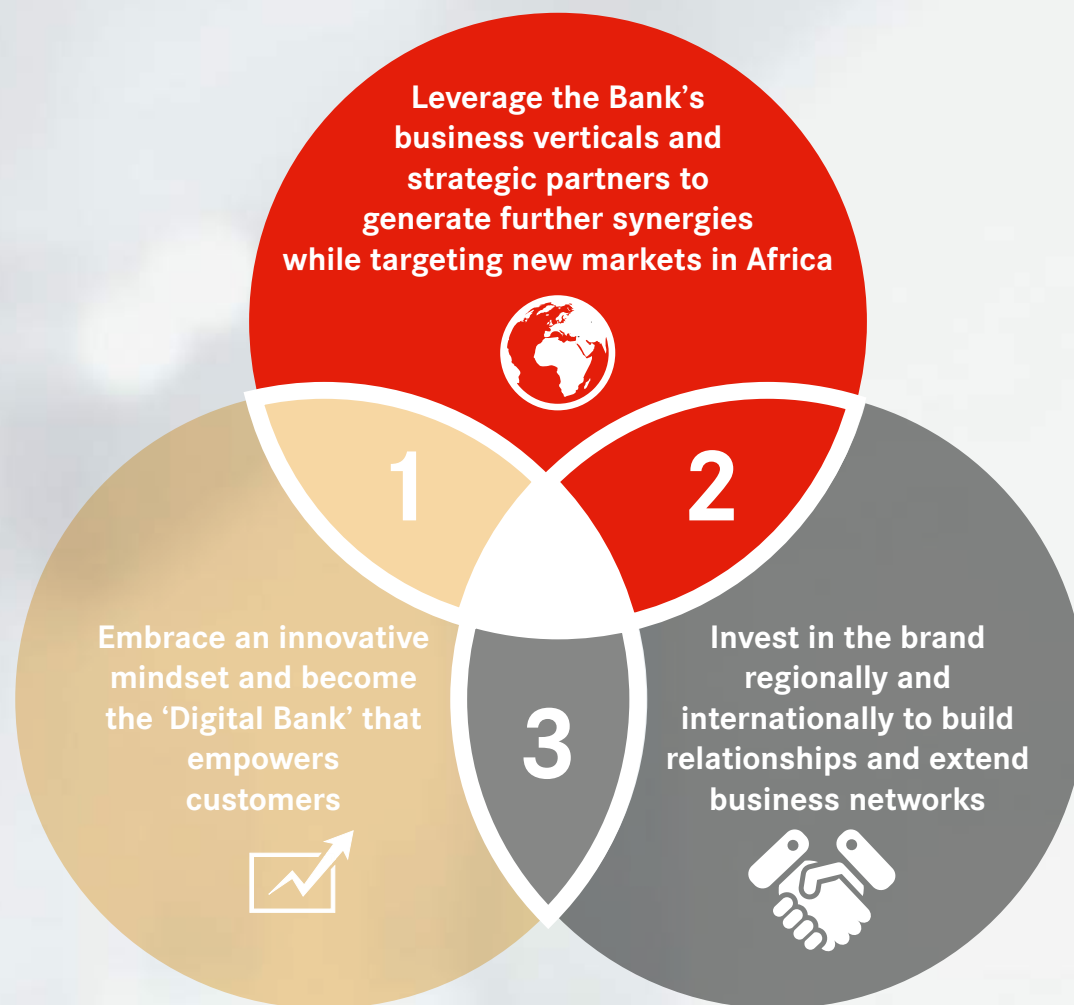 Leverage the Bank’s
business verticals and
strategic partners to
generate further synergies
while targeting new markets in Africa
1
2
Embrace an innovative
mindset and become
the ‘Digital Bank’ that
empowers
customers
3
Invest in the brand
regionally and
internationally to build
relationships and extend
business networks